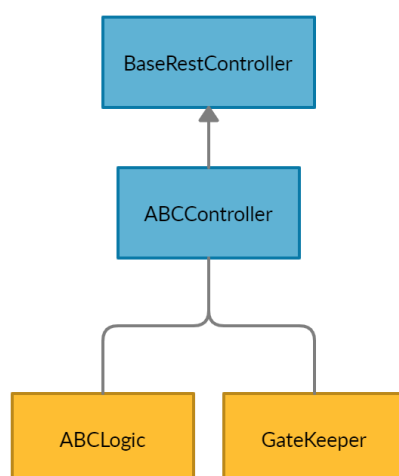 BaseRestController
ABCController
ABCLogic
GateKeeper